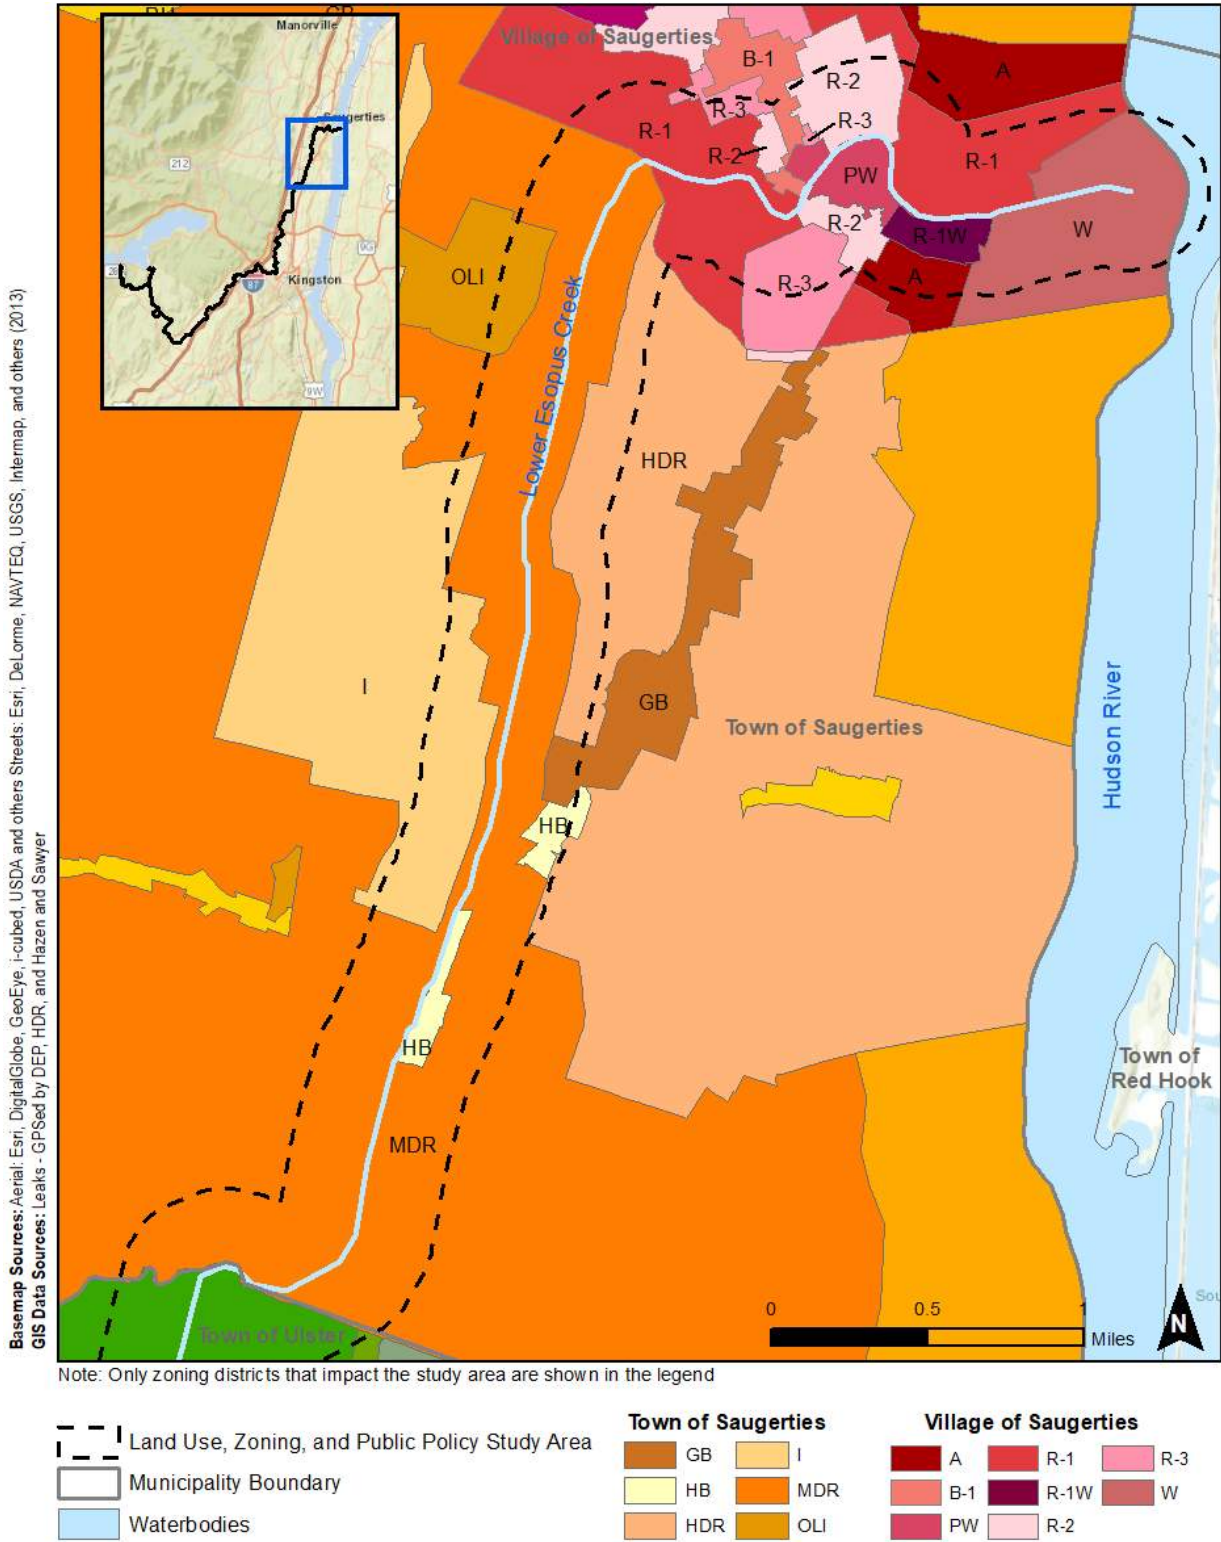 Manorville
Saugerties
212
9G
28
Kingston
87
9W
Village of Saugerties
B-1
A
R-2
R-3
R-3
R-1
R-2
R-1
PW
R-2
R-1W
W
OLI
R-3
A
Lower Esopus Creek
HDR
I
GB
Town of Saugerties
Hudson River
HB
HB
Town of
Red Hook
MDR
Town of Ulster
0 0.5 1
Miles
N
Sou
Basemap Sources: Aerial: Esri, DigitalGlobe, GeoEye, i-cubed, USDA and others Streets: Esri, DeLorme, NAVTEQ, USGS, Intermap, and others (2013)
GIS Data Sources: Leaks - GPSed by DEP, HDR, and Hazen and Sawyer
Note: Only zoning districts that impact the study area are shown in the legend
Land Use, Zoning, and Public Policy Study Area
Municipality Boundary
Waterbodies
Town of Saugerties
GB I
HB MDR
HDR OLI
Village of Saugerties
A R-1 R-3
B-1 R-1W W
PW R-2